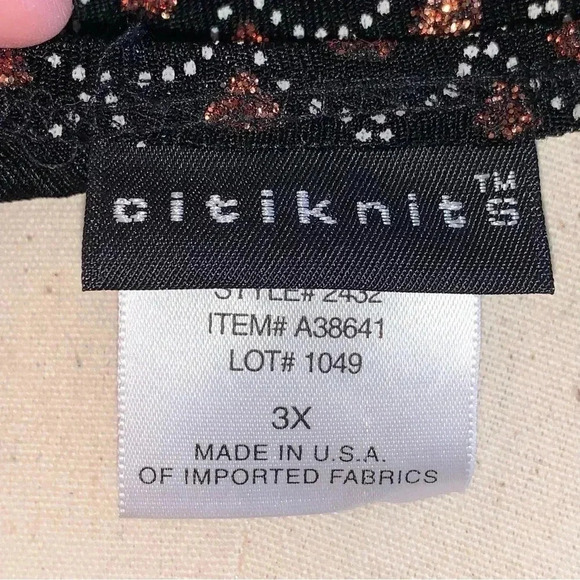 citiknits™
STYLE# 2432
ITEM# A38641
LOT# 1049
3X
MADE IN U.S.A.
OF IMPORTED FABRICS